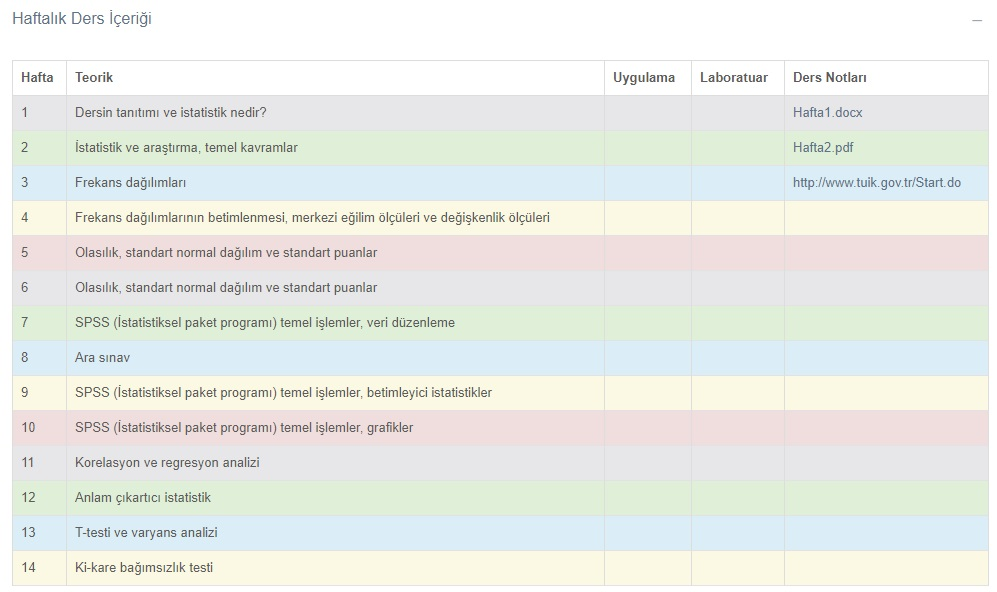 Haftalık Ders İçeriği
Hafta Teorik Uygulama Laboratuar Ders Notları
1 Dersin tanıtımı ve istatistik nedir? Hafta1.docx
2 İstatistik ve araştırma, temel kavramlar Hafta2.pdf
3 Frekans dağılımları http://www.tuik.gov.tr/Start.do
4 Frekans dağılımlarının betimlenmesi, merkezi eğilim ölçüleri ve değişkenlik ölçüleri
5 Olasılık, standart normal dağılım ve standart puanlar
6 Olasılık, standart normal dağılım ve standart puanlar
7 SPSS (İstatistiksel paket programı) temel işlemler, veri düzenleme
8 Ara sınav
9 SPSS (İstatistiksel paket programı) temel işlemler, betimleyici istatistikler
10 SPSS (İstatistiksel paket programı) temel işlemler, grafikler
11 Korelasyon ve regresyon analizi
12 Anlam çıkartıcı istatistik
13 T-testi ve varyans analizi
14 Ki-kare bağımsızlık testi